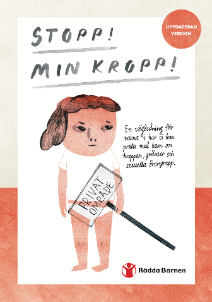 STOPP!
UPPDATERAD
VERSION
MIN KROPP!
En vägledning för
vuxna i hur vi kan
prata med barn om
kroppen, gränser och
sexuella övergrepp.
PRIVAT
OMRÅDE
Rädda Barnen